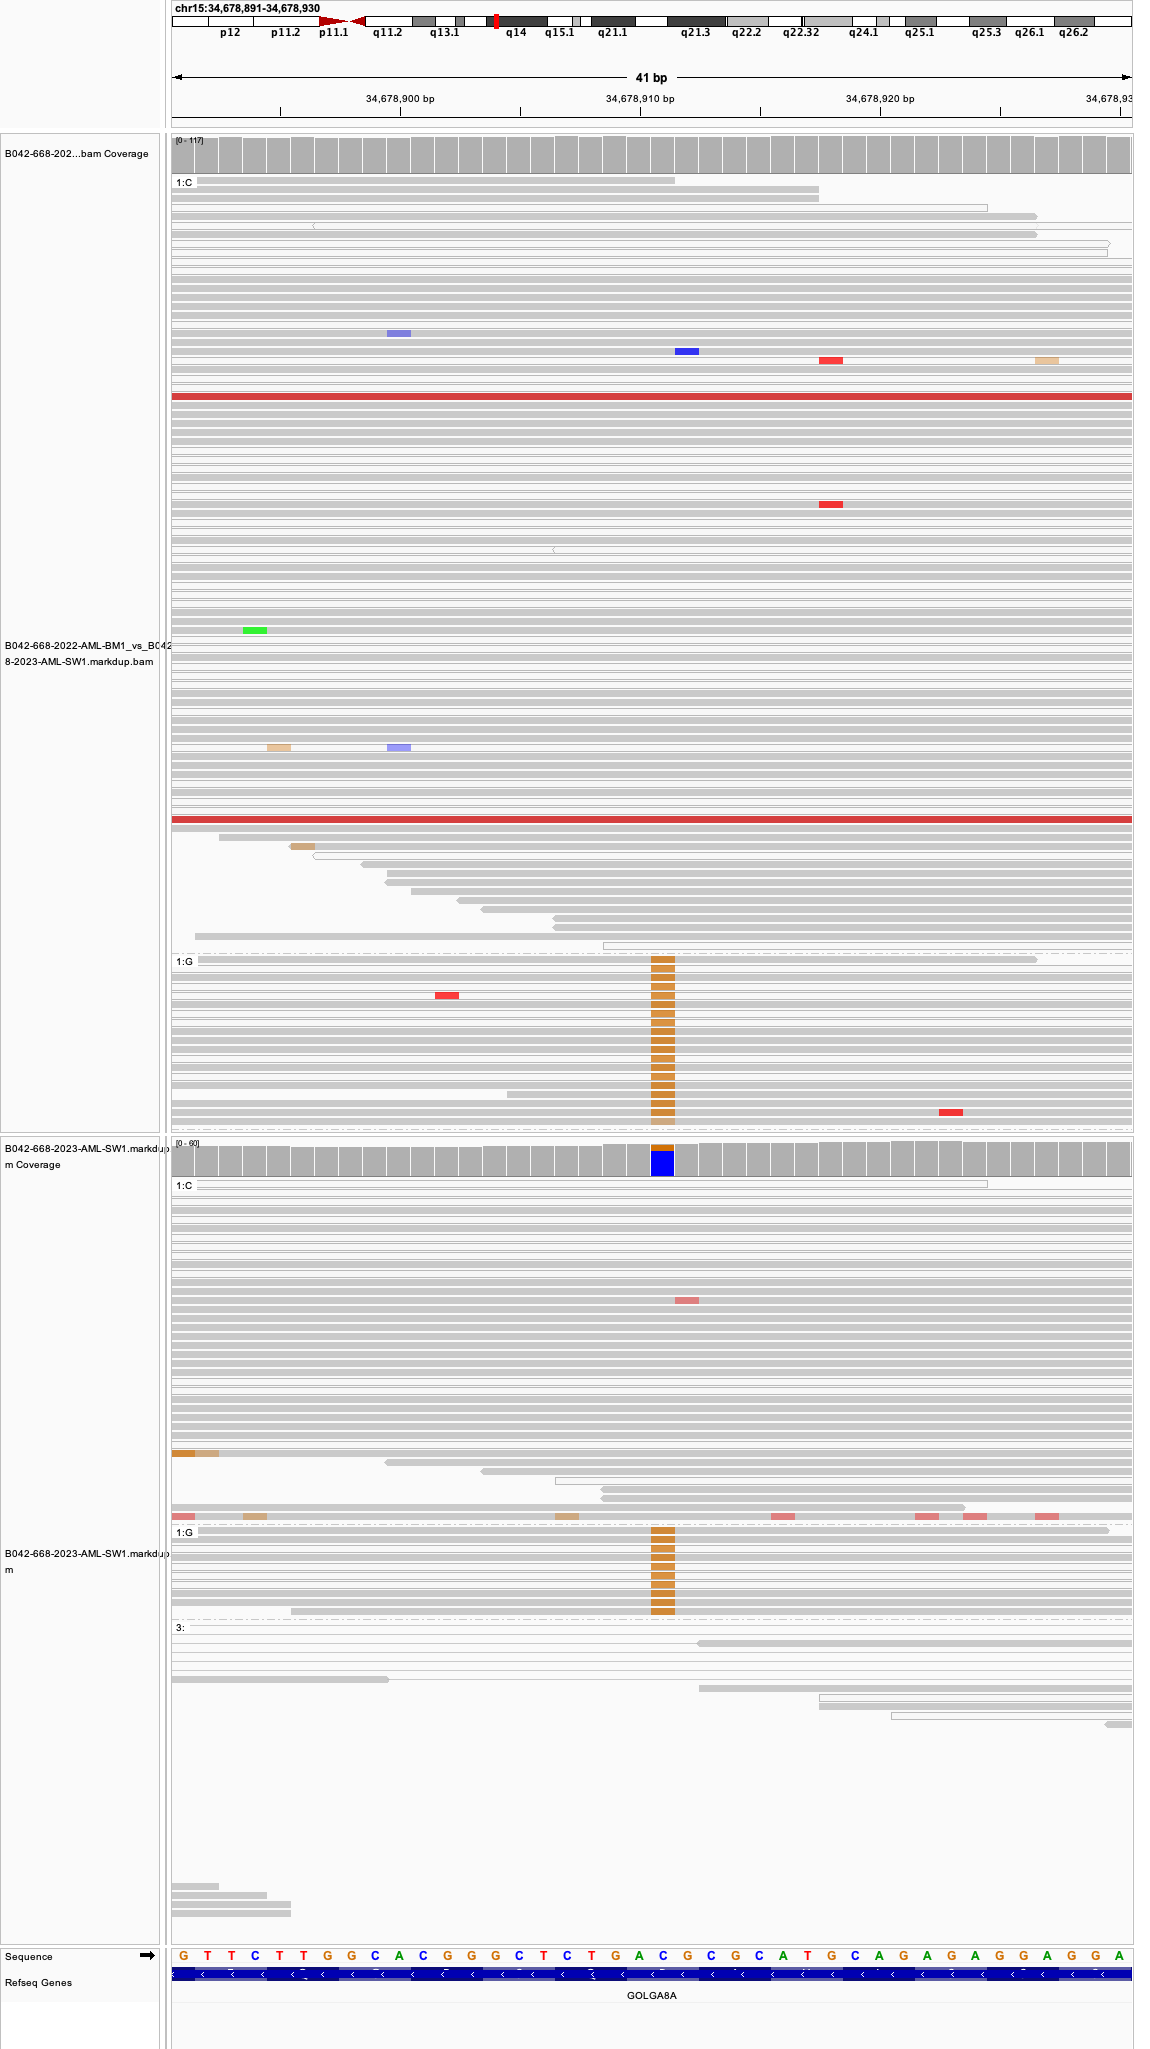 chr15:34,678,891-34,678,930
p12 p11.2 p11.1 q11.2 q13.1 q14 q15.1 q21.1 q21.3 q22.2 q22.32 q24.1 q25.1 q25.3 q26.1 q26.2
41 bp
34,678,900 bp 34,678,910 bp 34,678,920 bp 34,678,93
[0 - 117]
B042-668-202...bam Coverage
1:C
B042-668-2022-AML-BM1_vs_B042
8-2023-AML-SW1.markdup.bam
1:G
[0 - 60]
B042-668-2023-AML-SW1.markdup
m Coverage
1:C
1:G
B042-668-2023-AML-SW1.markdup
m
3:
Sequence G T T C T T G G C A C G G G C T C T G A C G C G C A T G C A G A G A G G A G G A
Refseq Genes
GOLGA8A